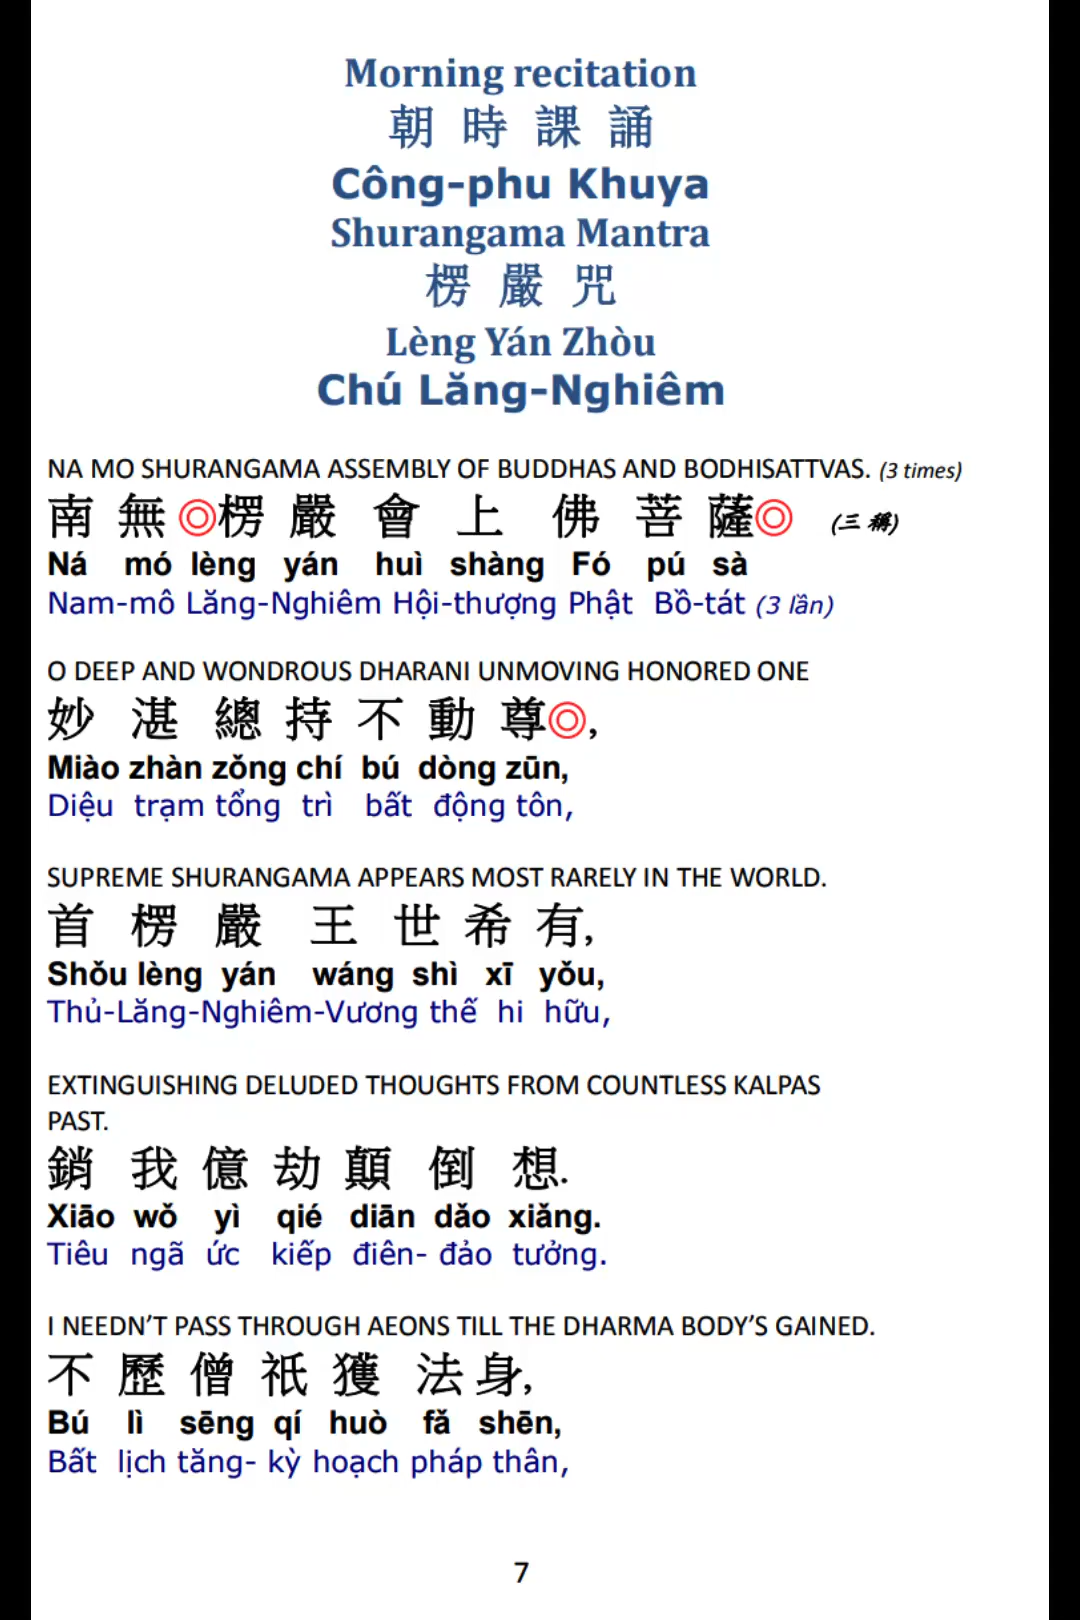 Morning recitation
朝時課誦
Công-phu Khuya
Shurangama Mantra
楞嚴咒
Lèng Yán Zhòu
Chú Lăng-Nghiêm
NA MO SHURANGAMA ASSEMBLY OF BUDDHAS AND BODHISATTVAS. (3 times)
南無◎楞嚴會上佛菩薩◎ (三稱)
Ná mó lèng yán huì shàng Fó pú sà
Nam-mô Lăng-Nghiêm Hội-thượng Phật Bồ-tát (3 lần)
O DEEP AND WONDROUS DHARANI UNMOVING HONORED ONE
妙湛總持不動尊◎,
Miào zhàn zǒng chí bú dòng zūn,
Diệu trạm tổng trì bất động tôn,
SUPREME SHURANGAMA APPEARS MOST RARELY IN THE WORLD.
首楞嚴王世希有,
Shǒu lèng yán wáng shì xī yǒu,
Thủ-Lăng-Nghiêm-Vương thế hi hữu,
EXTINGUISHING DELUDED THOUGHTS FROM COUNTLESS KALPAS
PAST.
銷我億劫顛倒想.
Xiāo wǒ yì qié diān dǎo xiǎng.
Tiêu ngã ức kiếp điên- đảo tưởng.
I NEEDN'T PASS THROUGH AEONS TILL THE DHARMA BODY'S GAINED.
不歷僧祇獲法身,
Bú lì sēng qí huò fǎ shēn,
Bất lịch tăng- kỳ hoạch pháp thân,
7